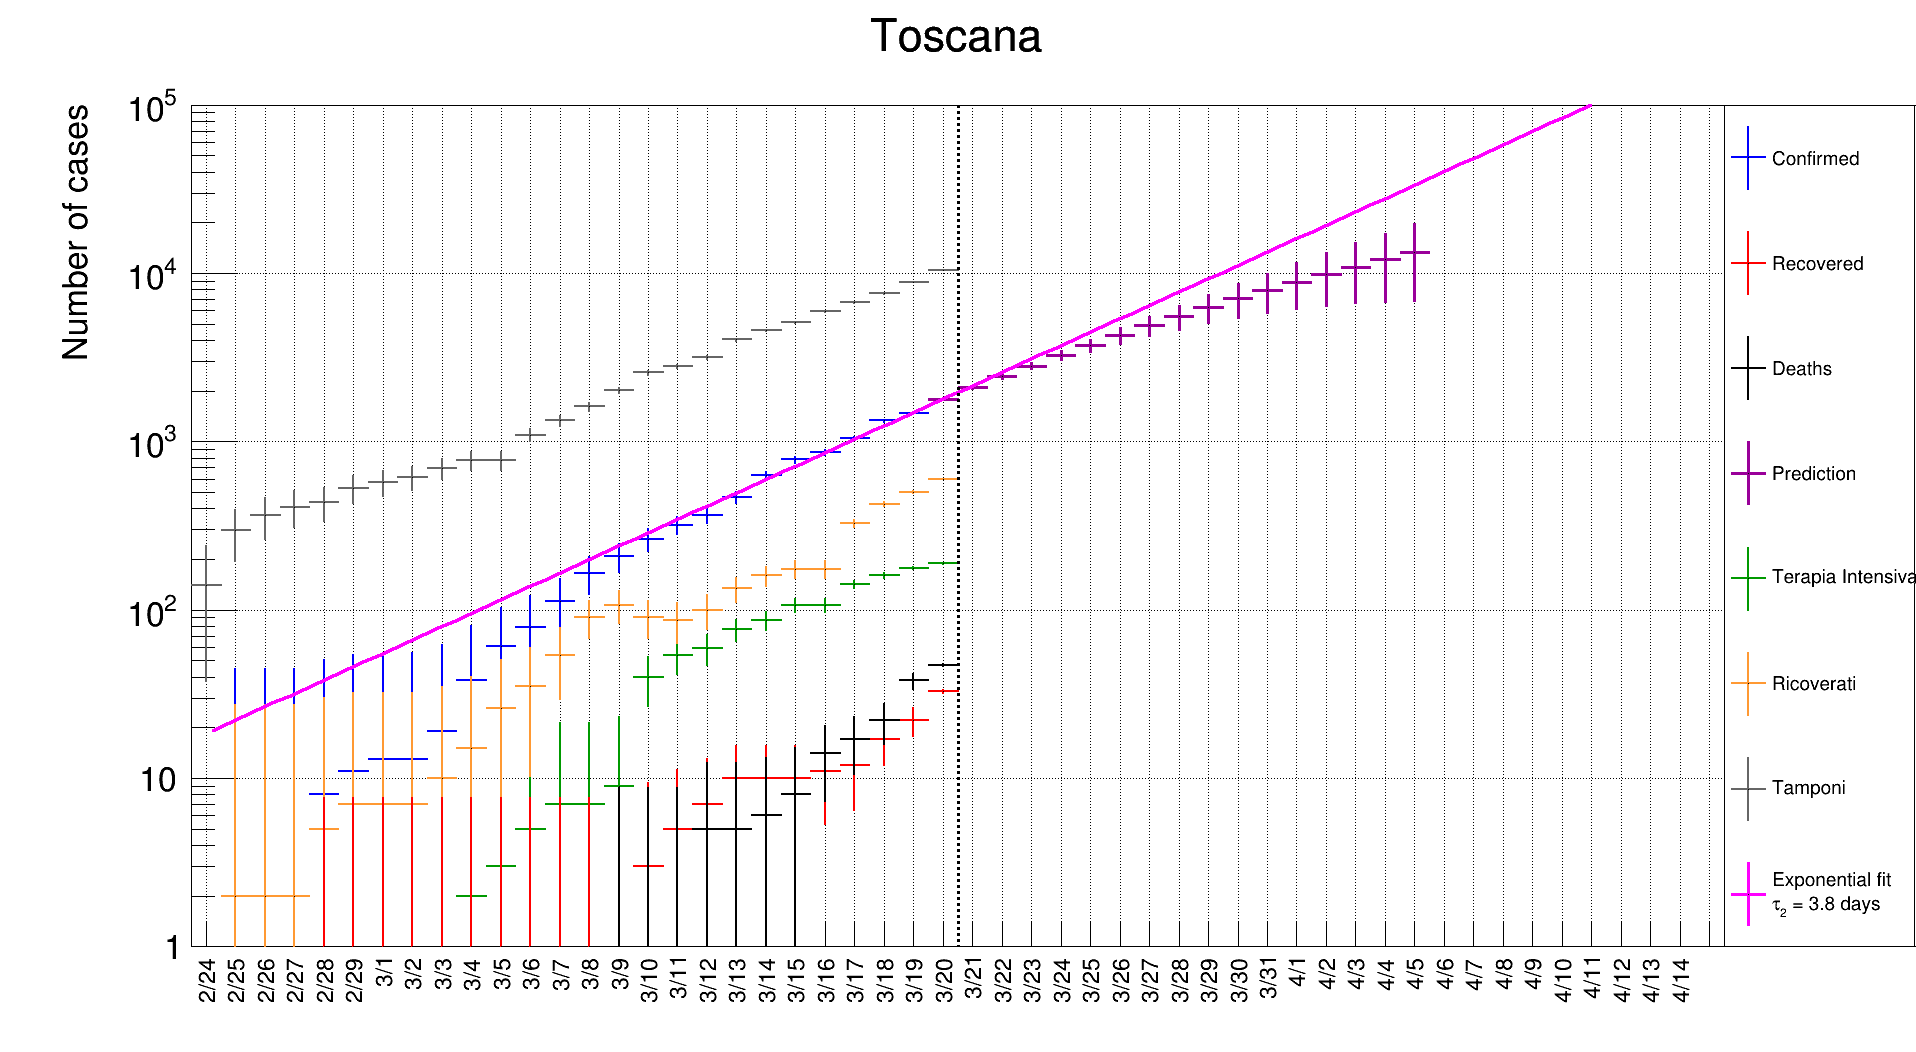 Toscana
Number of cases
10^5
10^4
10^3
10^2
10
1
2/24 2/25 2/26 2/27 2/28 2/29 3/1 3/2 3/3 3/4 3/5 3/6 3/7 3/8 3/9 3/10 3/11 3/12 3/13 3/14 3/15 3/16 3/17 3/18 3/19 3/20 3/21 3/22 3/23 3/24 3/25 3/26 3/27 3/28 3/29 3/30 3/31 4/1 4/2 4/3 4/4 4/5 4/6 4/7 4/8 4/9 4/10 4/11 4/12 4/13 4/14
Confirmed
Recovered
Deaths
Prediction
Terapia Intensiva
Ricoverati
Tamponi
Exponential fit
τ₂ = 3.8 days